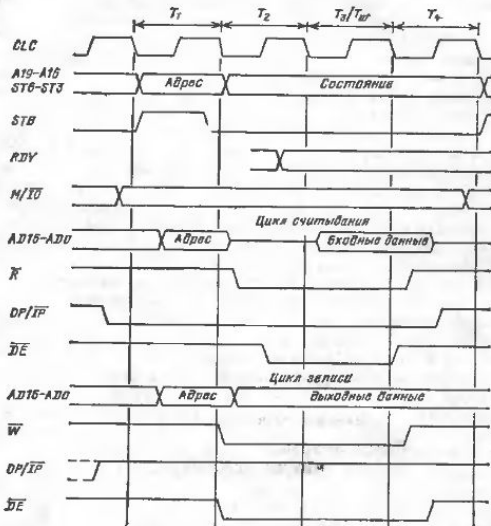 T₁ T₂ T₃/Tж T₄
CLC
A19-A16
ST6-ST3
Адрес Состояние
STB
RDY
M/IO
Цикл считывания
AD15-AD0 Адрес Входные данные
R
OP/IP
DE
Цикл записи
AD15-AD0 Адрес Выходные данные
W
OP/IP
DE